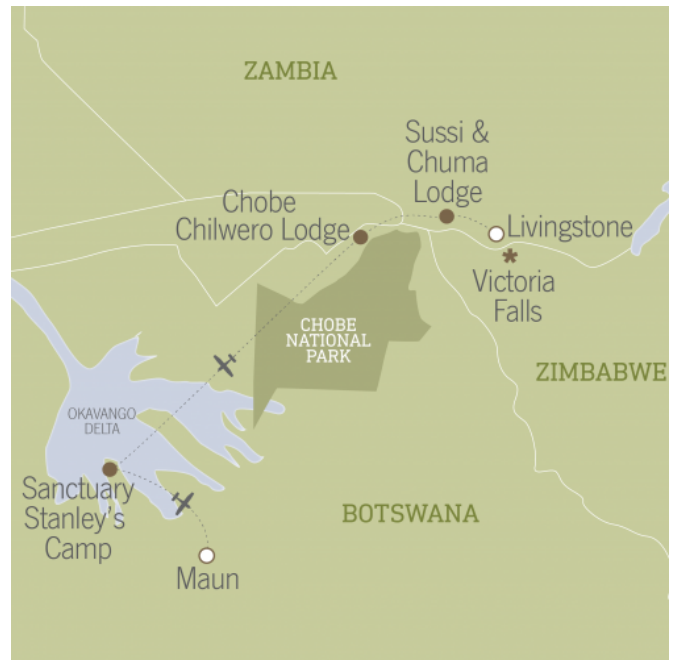 ZAMBIA
Sussi &
Chuma
Lodge
Chobe
Chilwero Lodge
Livingstone
Victoria
Falls
CHOBE
NATIONAL
PARK
ZIMBABWE
OKAVANGO
DELTA
Sanctuary
Stanley's
Camp
BOTSWANA
Maun